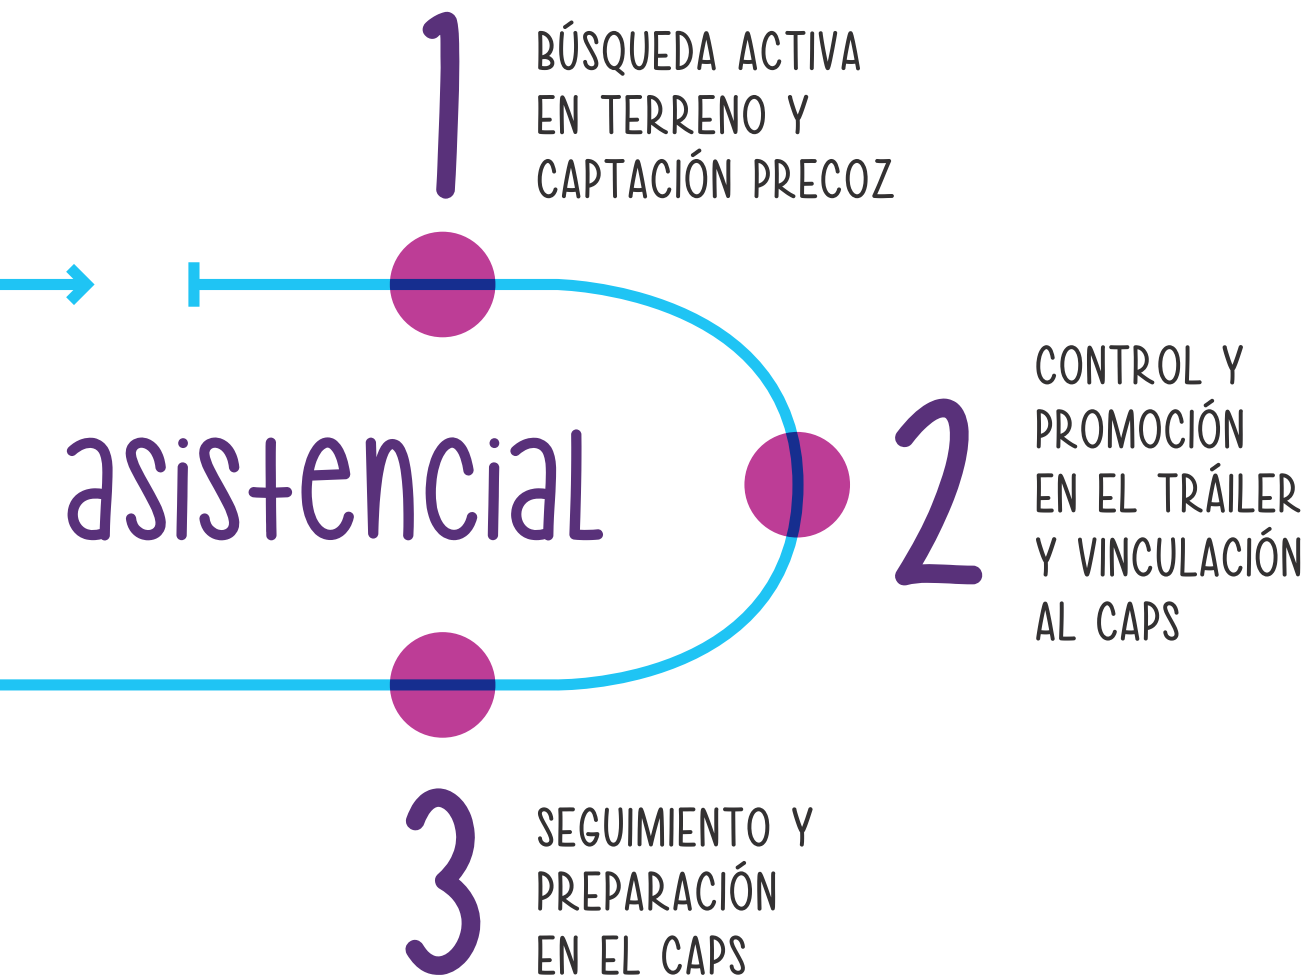 1
BÚSQUEDA ACTIVA
EN TERRENO Y
CAPTACIÓN PRECOZ
asistencial
2
CONTROL Y
PROMOCIÓN
EN EL TRÁILER
Y VINCULACIÓN
AL CAPS
3
SEGUIMIENTO Y
PREPARACIÓN
EN EL CAPS